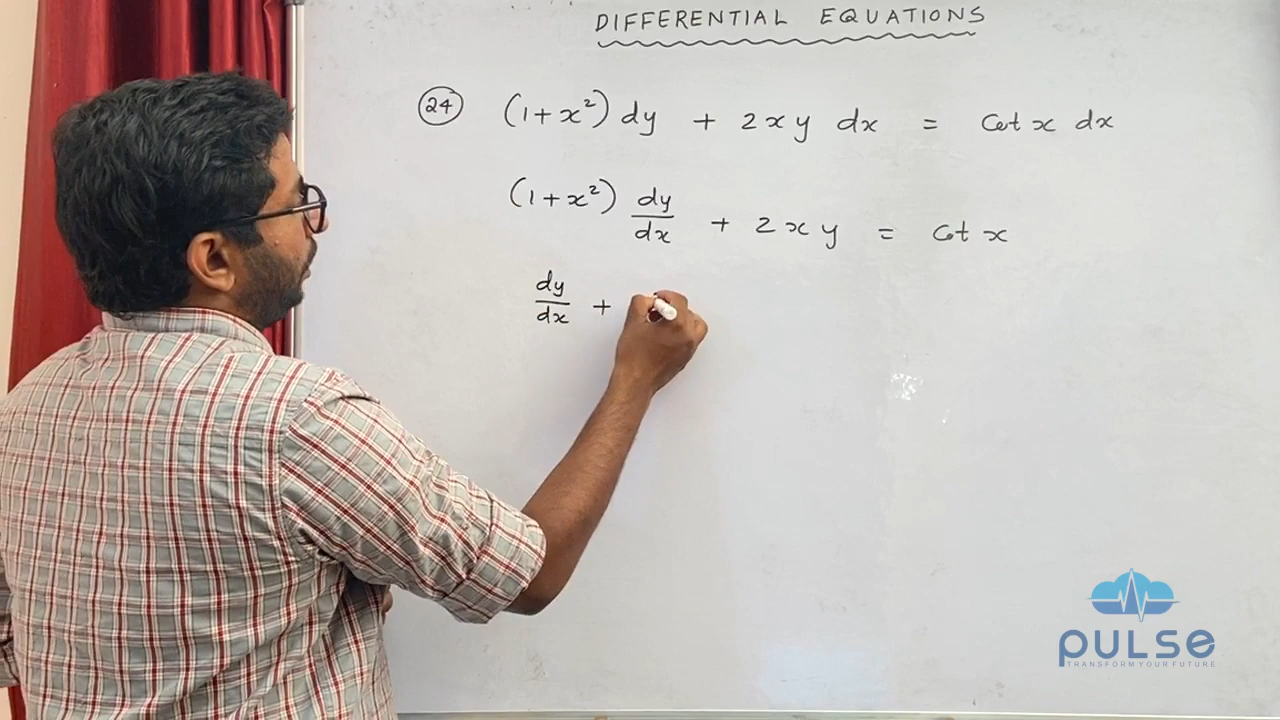 DIFFERENTIAL EQUATIONS
24 (1+x²) dy + 2xy dx = cot x dx
(1+x²) dy/dx + 2xy = cot x
dy/dx +
PULSE
TRANSFORM YOUR FUTURE